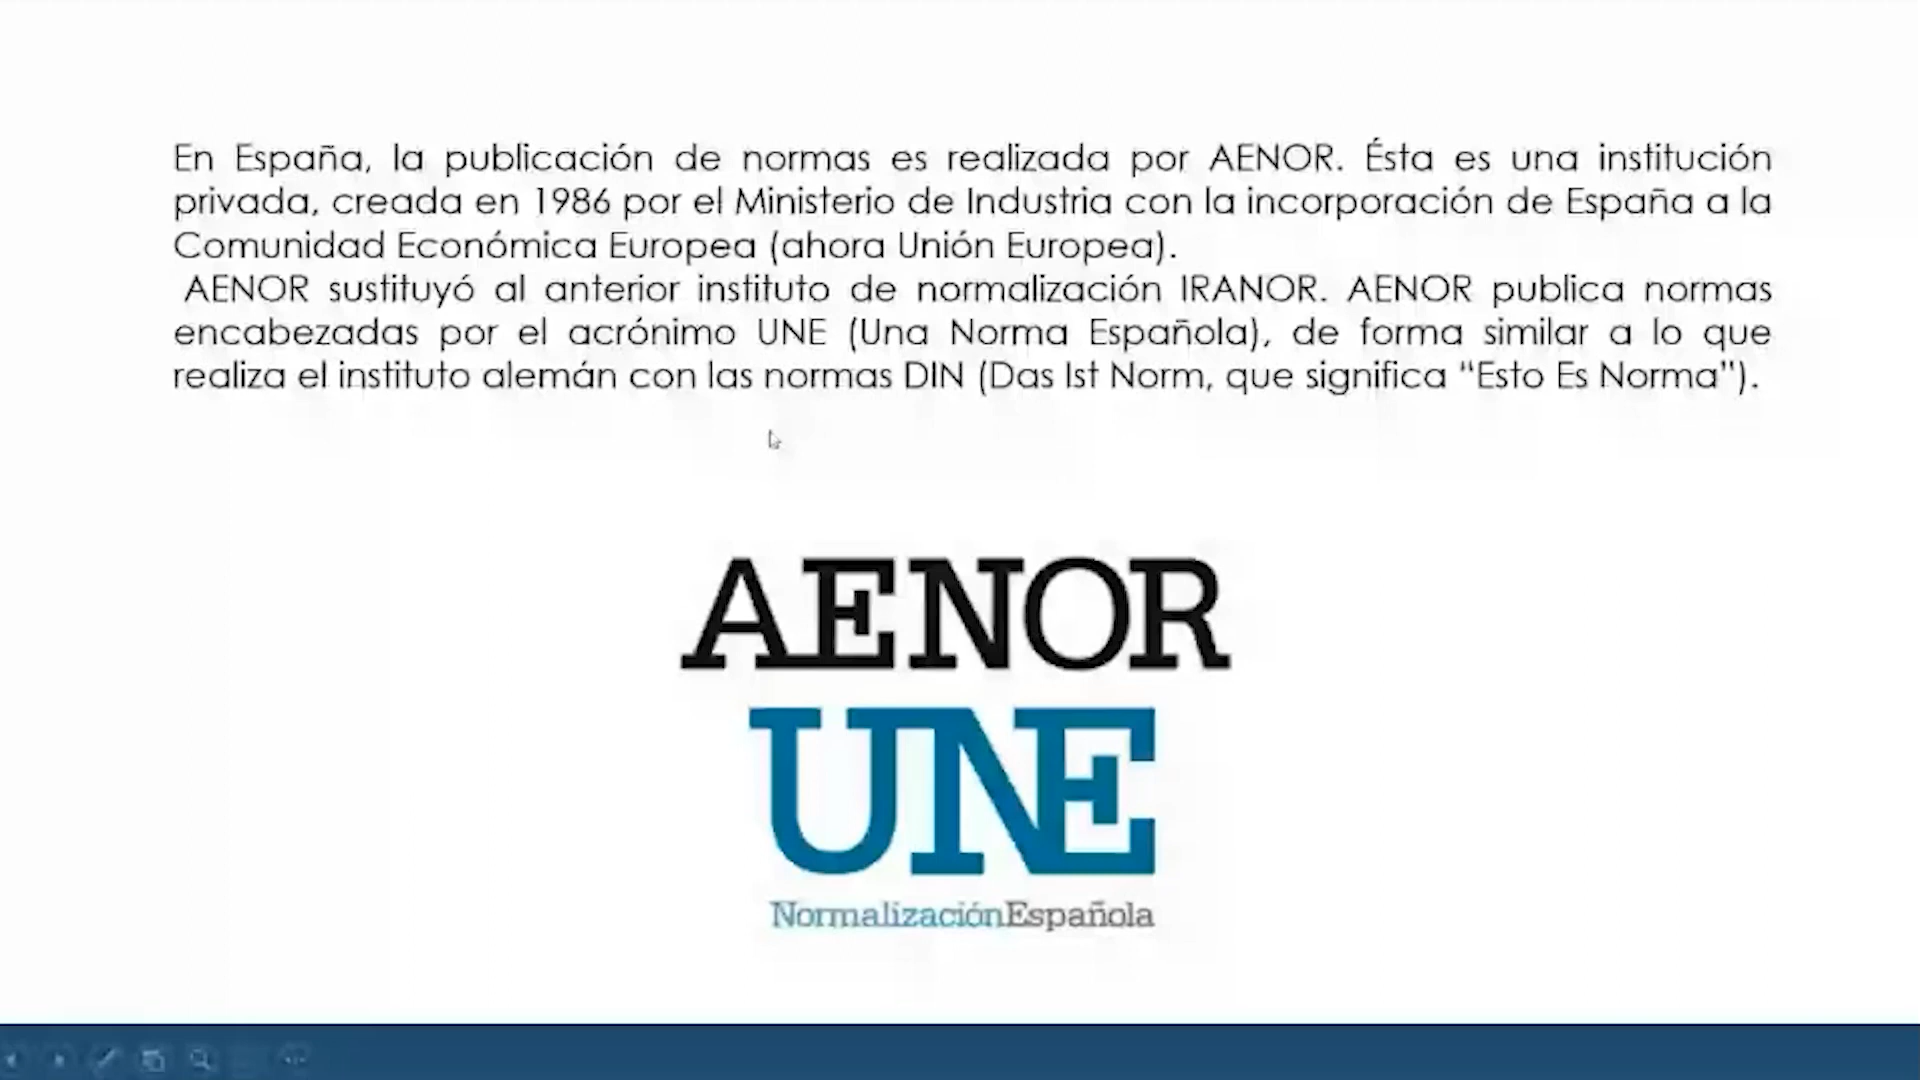 En España, la publicación de normas es realizada por AENOR. Ésta es una institución
privada, creada en 1986 por el Ministerio de Industria con la incorporación de España a la
Comunidad Económica Europea (ahora Unión Europea).
AENOR sustituyó al anterior instituto de normalización IRANOR. AENOR publica normas
encabezadas por el acrónimo UNE (Una Norma Española), de forma similar a lo que
realiza el instituto alemán con las normas DIN (Das Ist Norm, que significa “Esto Es Norma”).
AENOR
UNE
NormalizaciónEspañola